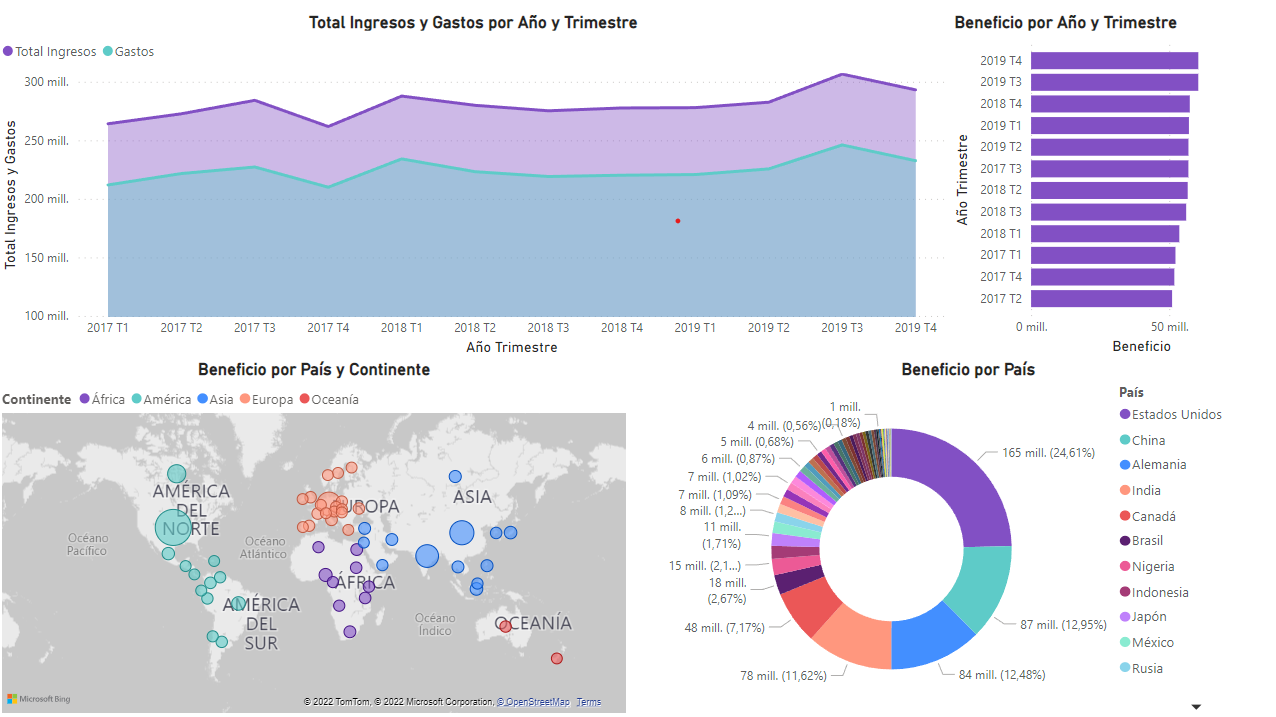 Total Ingresos y Gastos por Año y Trimestre
Total Ingresos Gastos
Total Ingresos y Gastos
300 mill.
250 mill.
200 mill.
150 mill.
100 mill.
2017 T1 2017 T2 2017 T3 2017 T4 2018 T1 2018 T2 2018 T3 2018 T4 2019 T1 2019 T2 2019 T3 2019 T4
Año Trimestre
Beneficio por Año y Trimestre
Año Trimestre
2019 T4
2019 T3
2018 T4
2019 T1
2019 T2
2017 T3
2018 T2
2018 T3
2018 T1
2017 T1
2017 T4
2017 T2
0 mill. 50 mill.
Beneficio
Beneficio por País y Continente
Continente África América Asia Europa Oceanía
AMÉRICA
DEL
NORTE
Océano
Pacífico
Océano
Atlántico
UROPA
ASIA
ÁFRICA
AMÉRICA
DEL
SUR
Océano
Índico
OCEANÍA
Microsoft Bing
© 2022 TomTom, © 2022 Microsoft Corporation, © OpenStreetMap Terms
Beneficio por País
1 mill.
(0,18%)
4 mill. (0,56%)
5 mill. (0,68%)
6 mill. (0,87%)
7 mill. (1,02%)
7 mill. (1,09%)
8 mill. (1,2...)
11 mill.
(1,71%)
15 mill. (2,1...)
18 mill.
(2,67%)
48 mill. (7,17%)
78 mill. (11,62%)
84 mill. (12,48%)
87 mill. (12,95%)
165 mill. (24,61%)
País
Estados Unidos
China
Alemania
India
Canadá
Brasil
Nigeria
Indonesia
Japón
México
Rusia